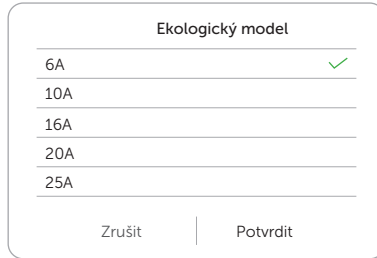 Ekologický model
6A
10A
16A
20A
25A
Zrušit
Potvrdit